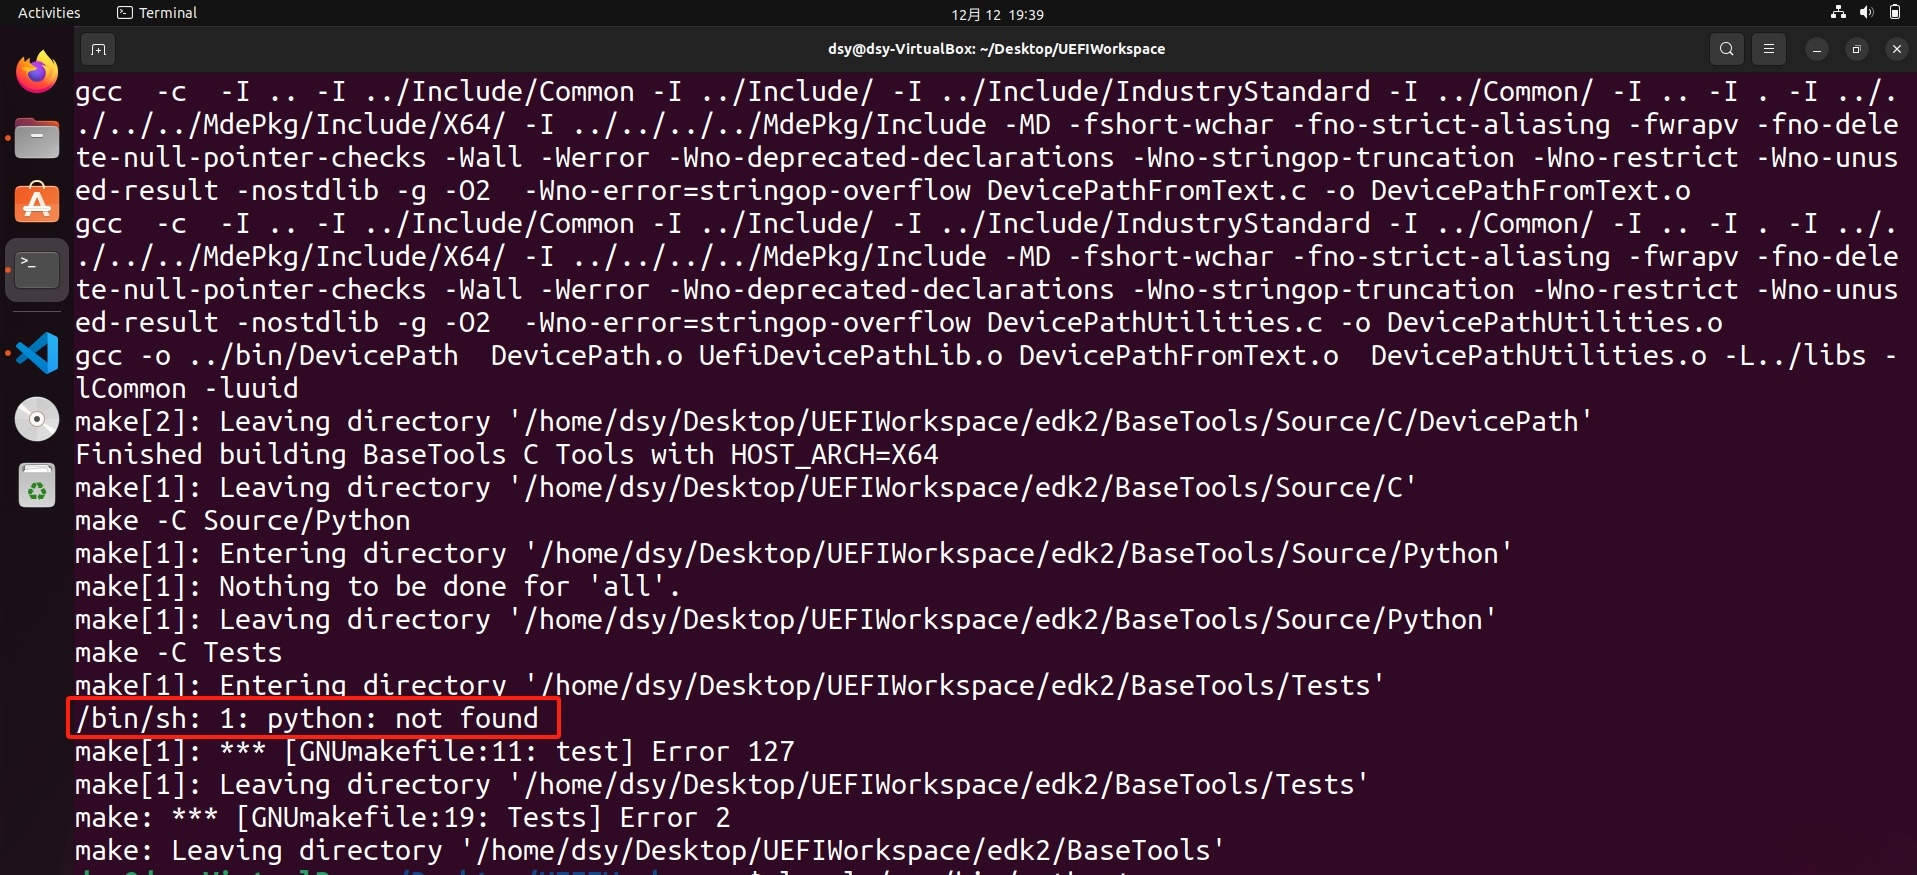 Activities
Terminal
12月 12 19:39
dsy@dsy-VirtualBox: ~/Desktop/UEFIWorkspace
gcc  -c  -I .. -I ../Include/Common -I ../Include/ -I ../Include/IndustryStandard -I ../Common/ -I .. -I . -I ../.
./../../MdePkg/Include/X64/ -I ../../../../MdePkg/Include -MD -fshort-wchar -fno-strict-aliasing -fwrapv -fno-dele
te-null-pointer-checks -Wall -Werror -Wno-deprecated-declarations -Wno-stringop-truncation -Wno-restrict -Wno-unus
ed-result -nostdlib -g -O2  -Wno-error=stringop-overflow DevicePathFromText.c -o DevicePathFromText.o
gcc  -c  -I .. -I ../Include/Common -I ../Include/ -I ../Include/IndustryStandard -I ../Common/ -I .. -I . -I ../.
./../../MdePkg/Include/X64/ -I ../../../../MdePkg/Include -MD -fshort-wchar -fno-strict-aliasing -fwrapv -fno-dele
te-null-pointer-checks -Wall -Werror -Wno-deprecated-declarations -Wno-stringop-truncation -Wno-restrict -Wno-unus
ed-result -nostdlib -g -O2  -Wno-error=stringop-overflow DevicePathUtilities.c -o DevicePathUtilities.o
gcc -o ../bin/DevicePath  DevicePath.o UefiDevicePathLib.o DevicePathFromText.o  DevicePathUtilities.o -L../libs -
lCommon -luuid
make[2]: Leaving directory '/home/dsy/Desktop/UEFIWorkspace/edk2/BaseTools/Source/C/DevicePath'
Finished building BaseTools C Tools with HOST_ARCH=X64
make[1]: Leaving directory '/home/dsy/Desktop/UEFIWorkspace/edk2/BaseTools/Source/C'
make -C Source/Python
make[1]: Entering directory '/home/dsy/Desktop/UEFIWorkspace/edk2/BaseTools/Source/Python'
make[1]: Nothing to be done for 'all'.
make[1]: Leaving directory '/home/dsy/Desktop/UEFIWorkspace/edk2/BaseTools/Source/Python'
make -C Tests
make[1]: Entering directory '/home/dsy/Desktop/UEFIWorkspace/edk2/BaseTools/Tests'
/bin/sh: 1: python: not found
make[1]: *** [GNUmakefile:11: test] Error 127
make[1]: Leaving directory '/home/dsy/Desktop/UEFIWorkspace/edk2/BaseTools/Tests'
make: *** [GNUmakefile:19: Tests] Error 2
make: Leaving directory '/home/dsy/Desktop/UEFIWorkspace/edk2/BaseTools'